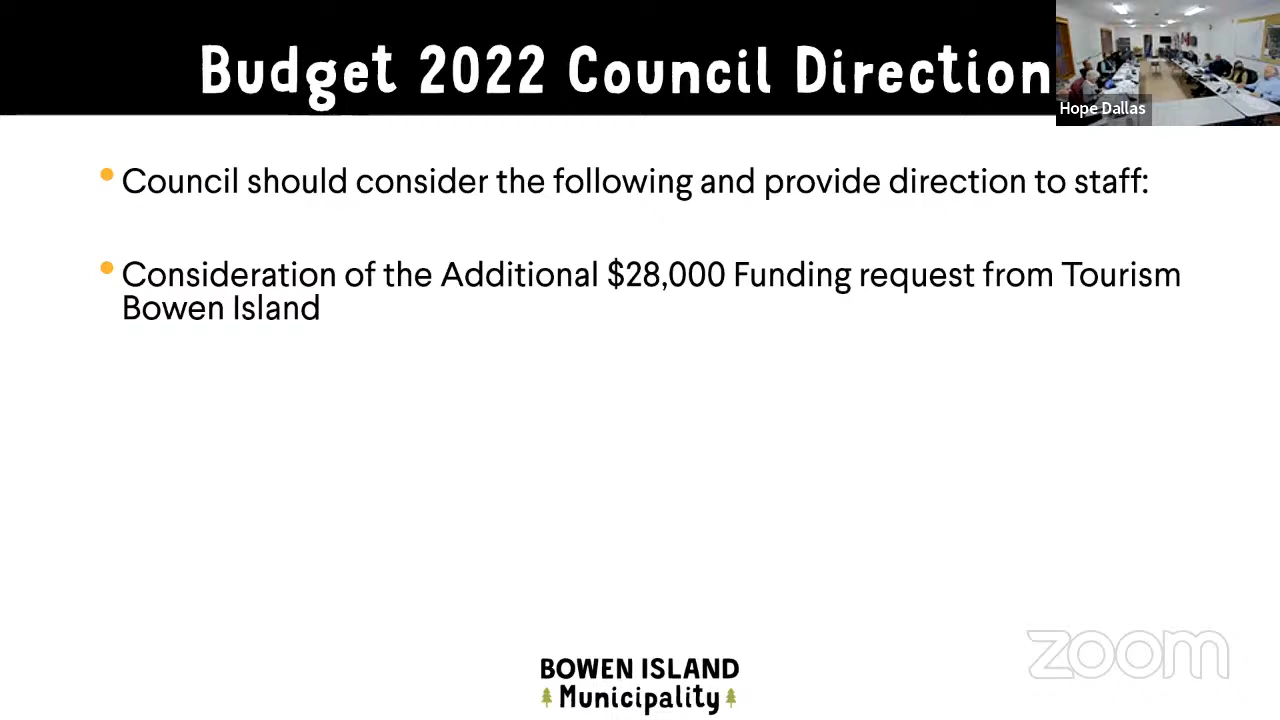 Budget 2022 Council Direction
Hope Dallas
• Council should consider the following and provide direction to staff:
• Consideration of the Additional $28,000 Funding request from Tourism
Bowen Island
zoom
BOWEN ISLAND
Municipality